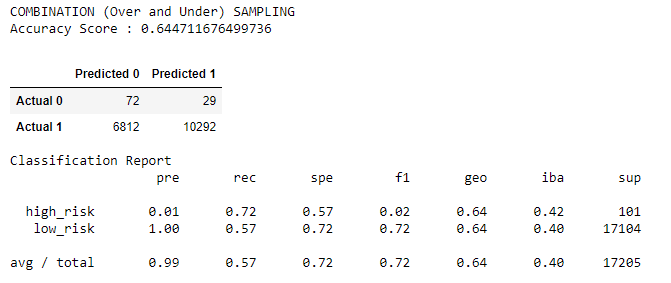 COMBINATION (Over and Under) SAMPLING
Accuracy Score : 0.644711676499736
Predicted 0 Predicted 1
Actual 0 72 29
Actual 1 6812 10292
Classification Report
pre rec spe f1 geo iba sup
high_risk 0.01 0.72 0.57 0.02 0.64 0.42 101
low_risk 1.00 0.57 0.72 0.72 0.64 0.40 17104
avg / total 0.99 0.57 0.72 0.72 0.64 0.40 17205